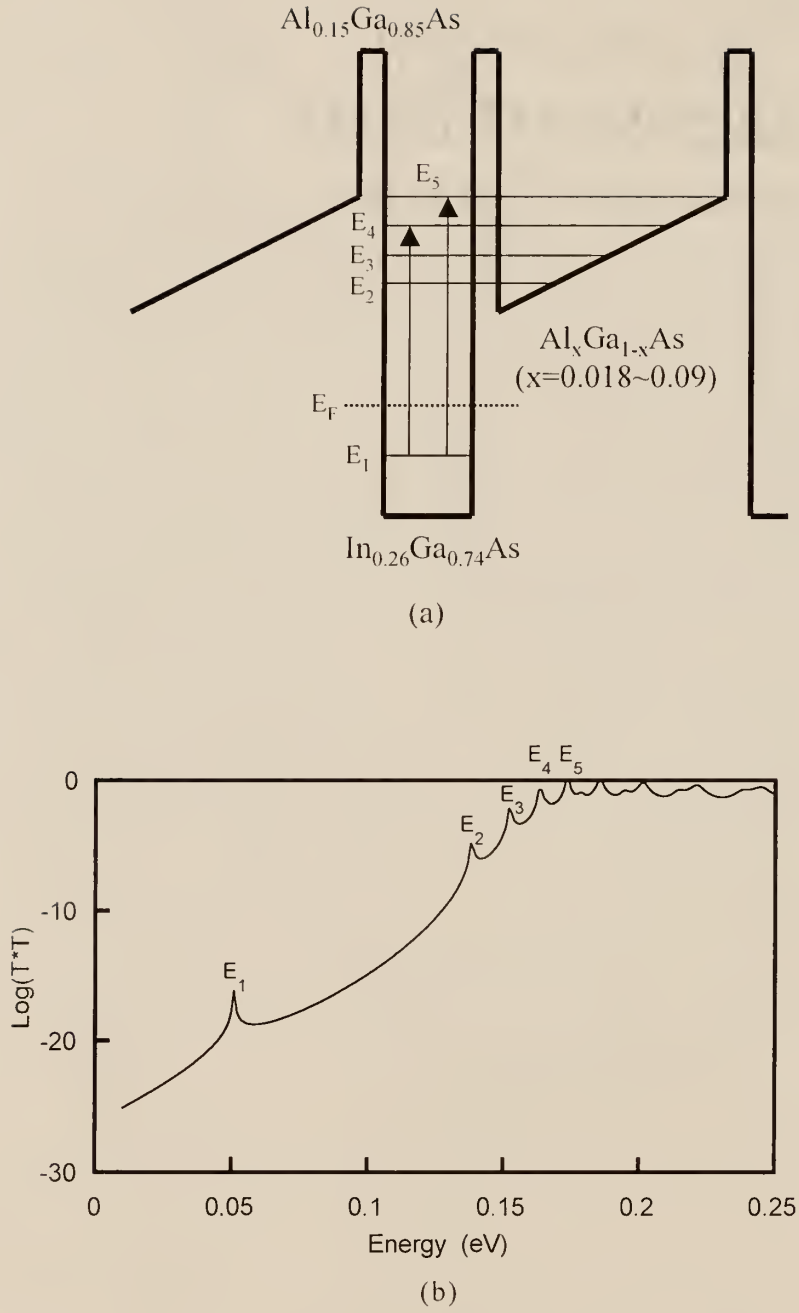 Al0.15Ga0.85As
E5
E4
E3
E2
AlxGa1-xAs
(x=0.018~0.09)
EF
E1
In0.26Ga0.74As
(a)
E4 E5
0
E3
E2
-10
Log(T*T)
E1
-20
-30
0 0.05 0.1 0.15 0.2 0.25
Energy (eV)
(b)